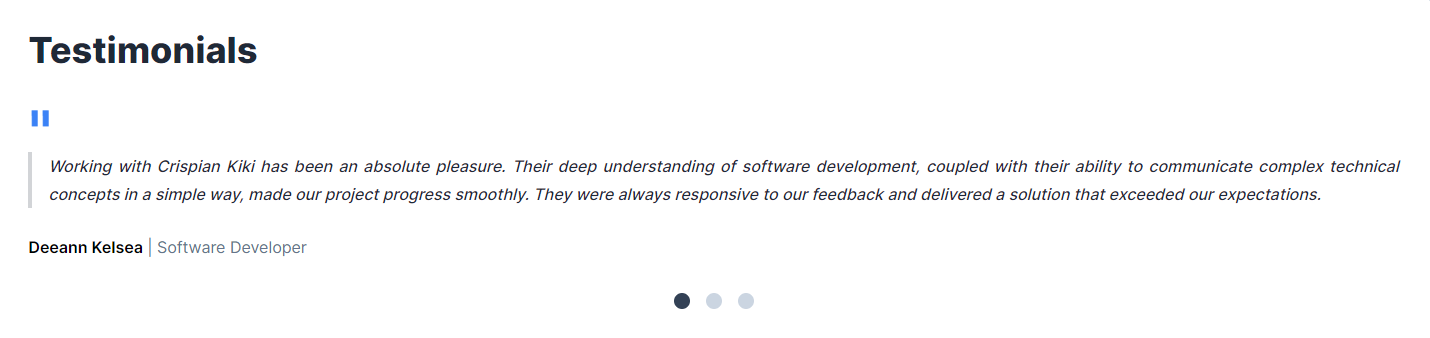 Testimonials
"
Working with Crispian Kiki has been an absolute pleasure. Their deep understanding of software development, coupled with their ability to communicate complex technical
concepts in a simple way, made our project progress smoothly. They were always responsive to our feedback and delivered a solution that exceeded our expectations.
Deeann Kelsea | Software Developer